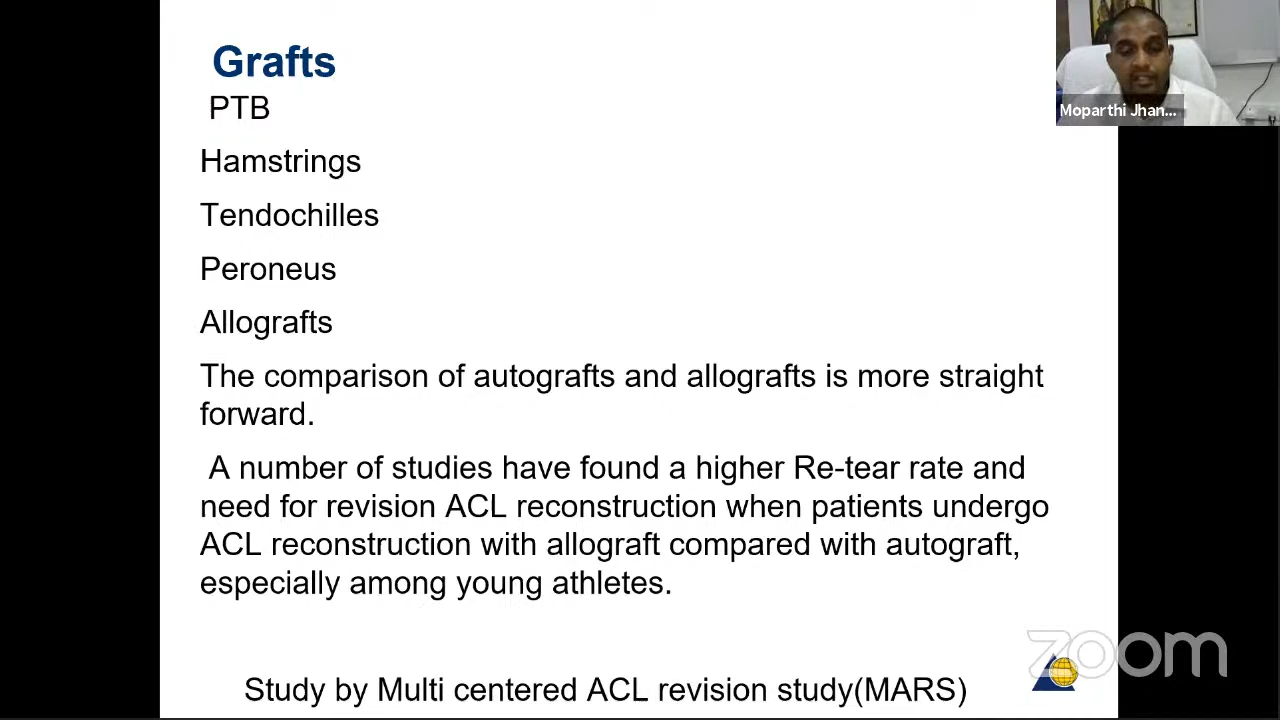 Grafts
PTB
Hamstrings
Tendochilles
Peroneus
Allografts
The comparison of autografts and allografts is more straight
forward.
A number of studies have found a higher Re-tear rate and
need for revision ACL reconstruction when patients undergo
ACL reconstruction with allograft compared with autograft,
especially among young athletes.
Study by Multi centered ACL revision study(MARS)
Moparthi Jhan...
zoom